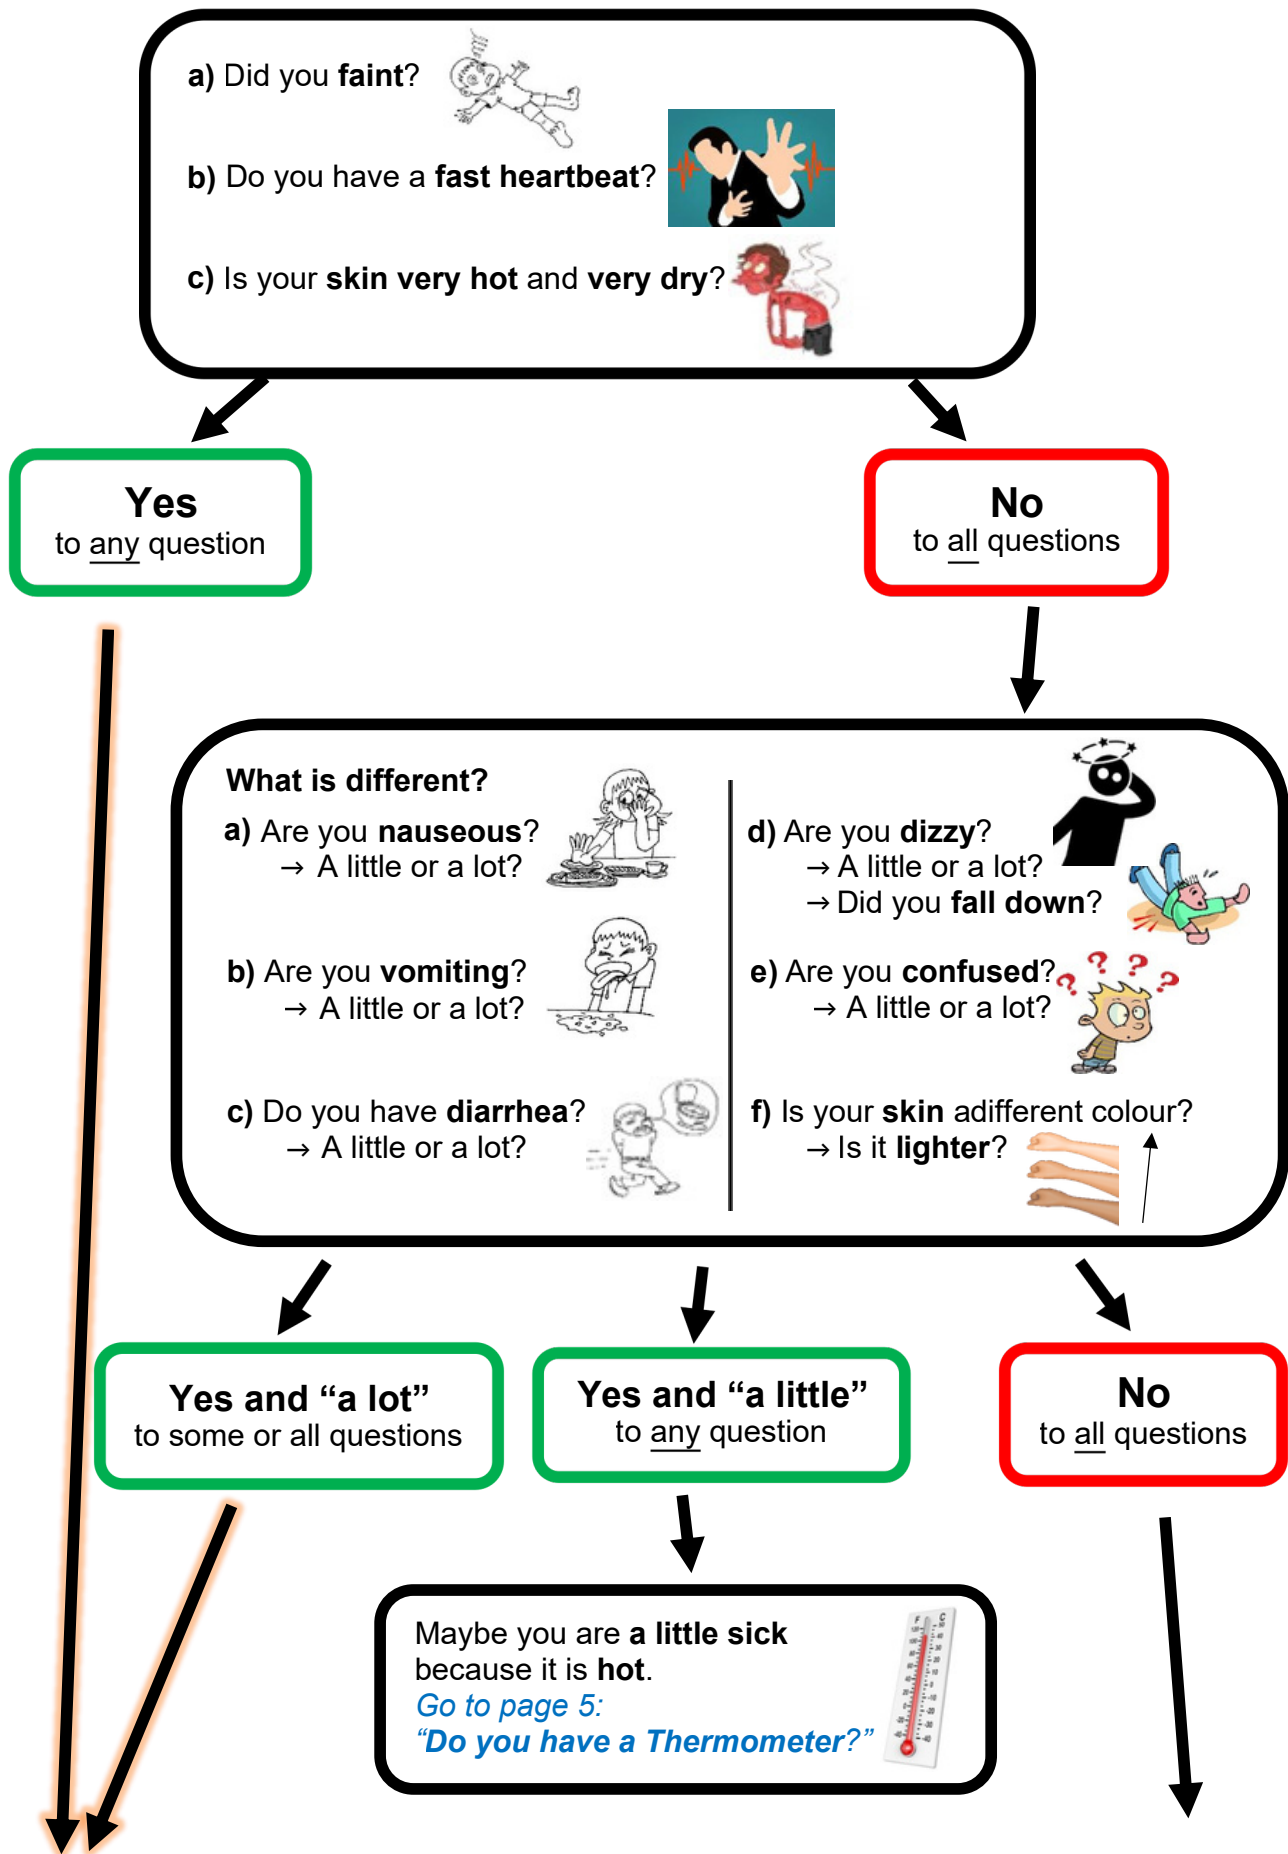 a) Did you faint?
b) Do you have a fast heartbeat?
c) Is your skin very hot and very dry?
Yes
to any question
No
to all questions
What is different?
a) Are you nauseous?
→ A little or a lot?
b) Are you vomiting?
→ A little or a lot?
c) Do you have diarrhea?
→ A little or a lot?
d) Are you dizzy?
→ A little or a lot?
→ Did you fall down?
e) Are you confused?
→ A little or a lot?
f) Is your skin adifferent colour?
→ Is it lighter?
Yes and “a lot”
to some or all questions
Yes and “a little”
to any question
No
to all questions
Maybe you are a little sick
because it is hot.
Go to page 5:
“Do you have a Thermometer?”
F C